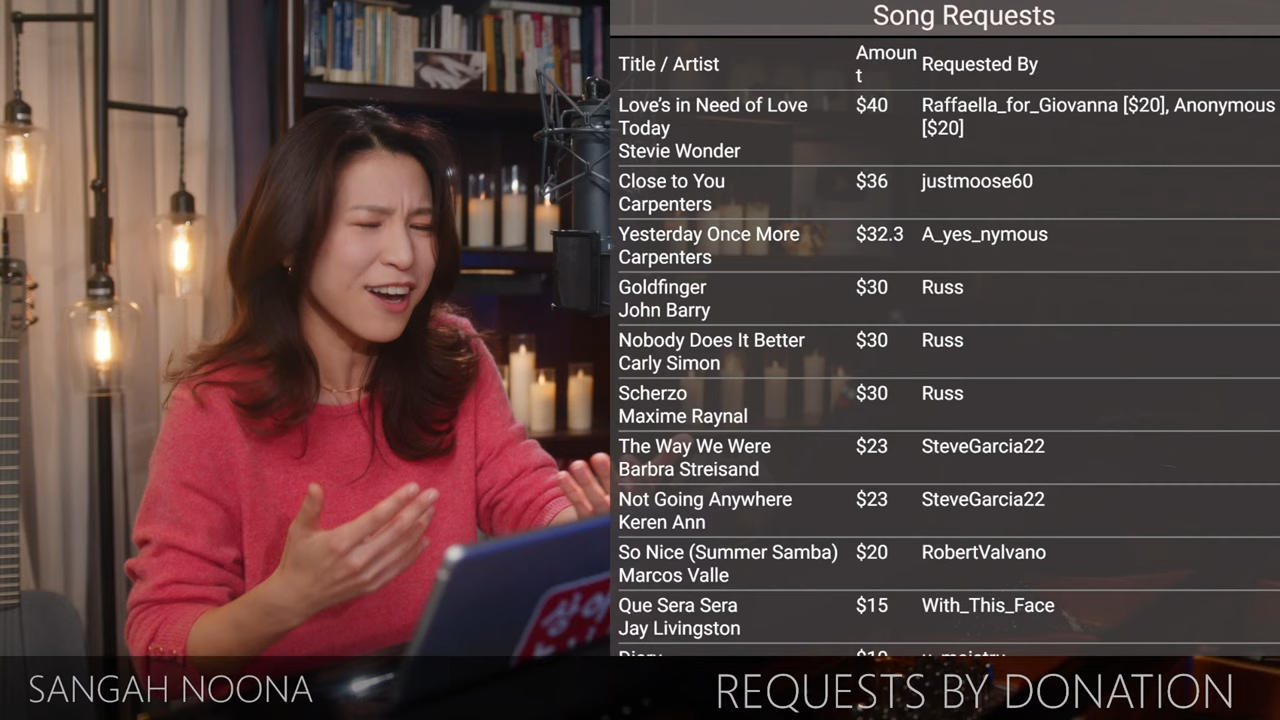 Song Requests
Title / Artist
Amoun
t
Requested By
Love's in Need of Love
Today
Stevie Wonder
$40
Raffaella_for_Giovanna [$20], Anonymous
[$20]
Close to You
Carpenters
$36
justmoose60
Yesterday Once More
Carpenters
$32.3
A_yes_nymous
Goldfinger
John Barry
$30
Russ
Nobody Does It Better
Carly Simon
$30
Russ
Scherzo
Maxime Raynal
$30
Russ
The Way We Were
Barbra Streisand
$23
SteveGarcia22
Not Going Anywhere
Keren Ann
$23
SteveGarcia22
So Nice (Summer Samba)
Marcos Valle
$20
RobertValvano
Que Sera Sera
Jay Livingston
$15
With_This_Face
SANGAH NOONA
REQUESTS BY DONATION